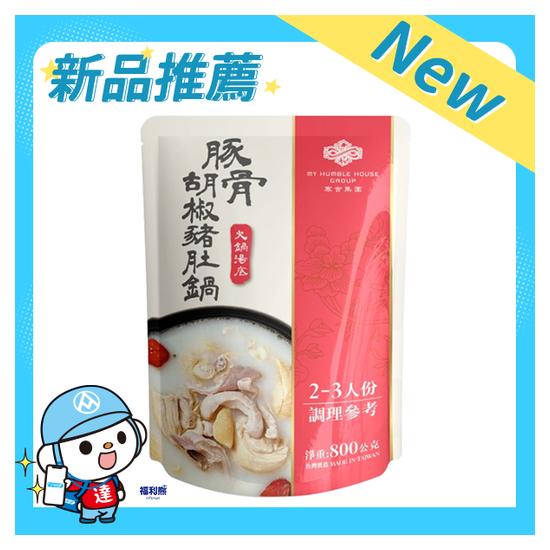 新品推薦
New
豚骨
胡椒豬肚鍋
火鍋湯底
MY HUMBLE HOUSE
GROUP
寒舍集團
2-3人份
調理參考
淨重:800公克
台灣製造 MADE IN TAIWAN
達
福利熊